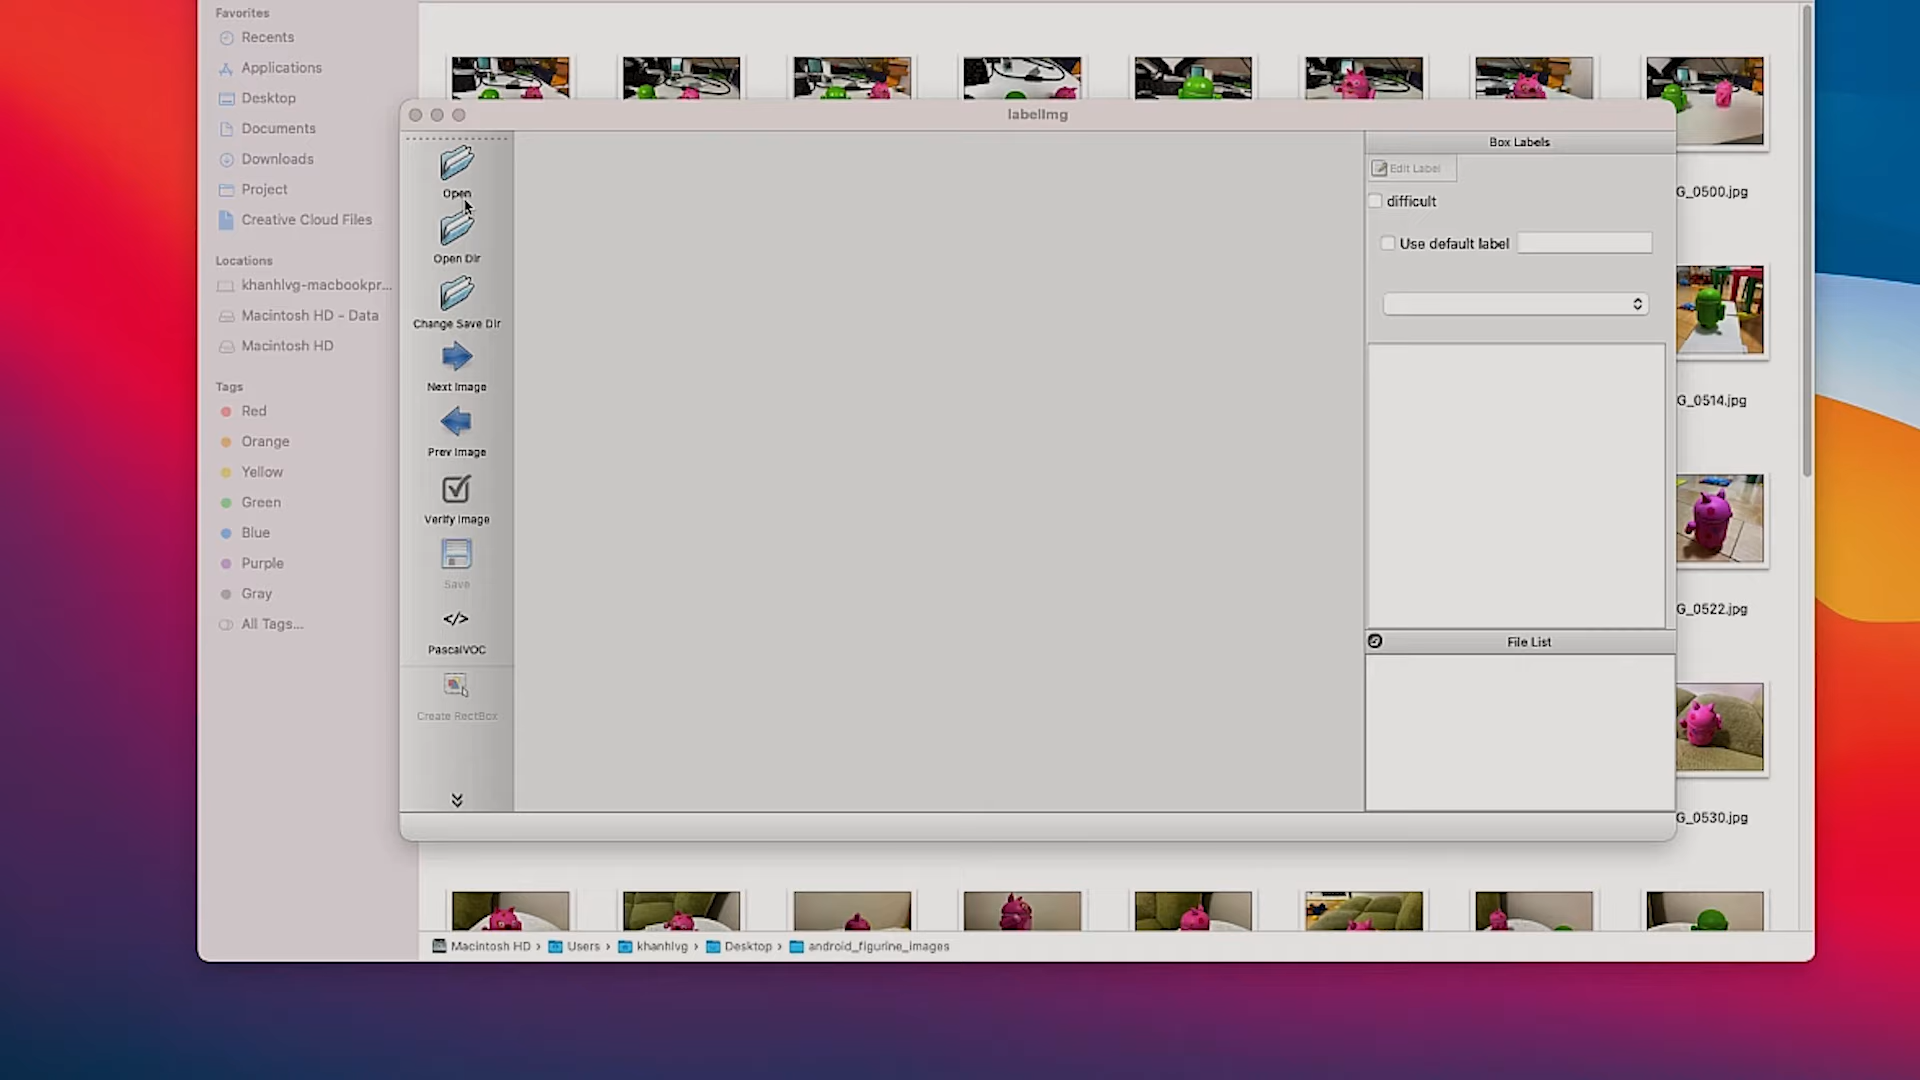 Favorites
Recents
Applications
Desktop
Documents
Downloads
Project
Creative Cloud Files
Locations
khanhlvg-macbookpr...
Macintosh HD - Data
Macintosh HD
Tags
Red
Orange
Yellow
Green
Blue
Purple
Gray
All Tags...
labelImg
Open
Open Dir
Change Save Dir
Next Image
Prev Image
Verify Image
Save
</>
PascalVOC
Create RectBox
Box Labels
Edit Label
difficult
Use default label
File List
G_0500.jpg
G_0514.jpg
G_0522.jpg
G_0530.jpg
Macintosh HD › Users › khanhlvg › Desktop › android_figurine_images